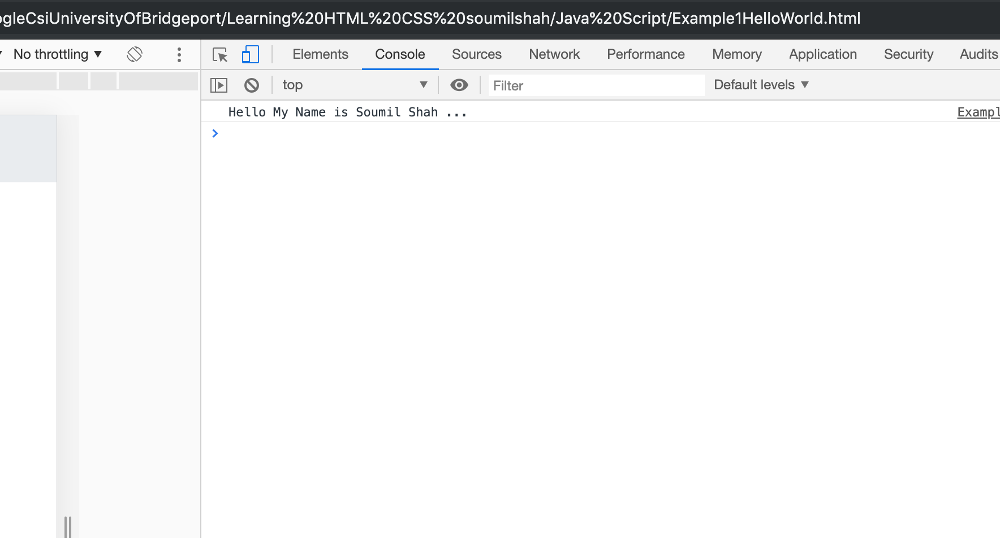 ogleCsiUniversityOfBridgeport/Learning%20HTML%20CSS%20soumilshah/Java%20Script/Example1HelloWorld.html
No throttling ▼ Elements Console Sources Network Performance Memory Application Security Audits
top ▼ Filter Default levels ▼
Hello My Name is Soumil Shah ... Exampl
>